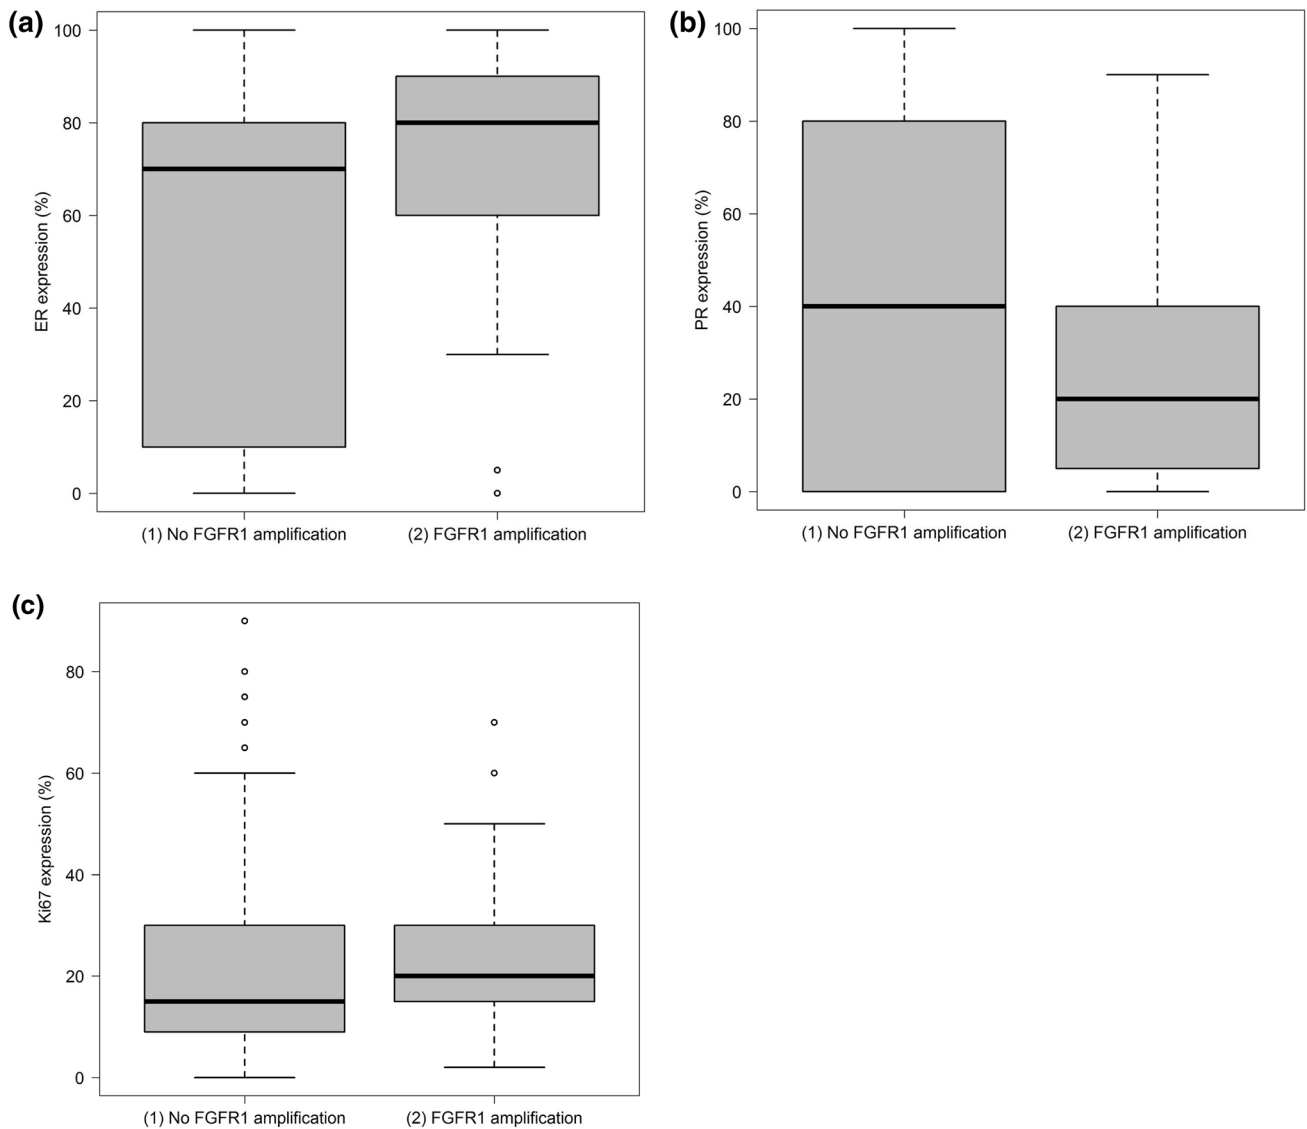 (a)
100
80
60
40
20
0
ER expression (%)
(1) No FGFR1 amplification
(2) FGFR1 amplification
(b)
100
80
60
40
20
0
PR expression (%)
(1) No FGFR1 amplification
(2) FGFR1 amplification
(c)
80
60
40
20
0
Ki67 expression (%)
(1) No FGFR1 amplification
(2) FGFR1 amplification